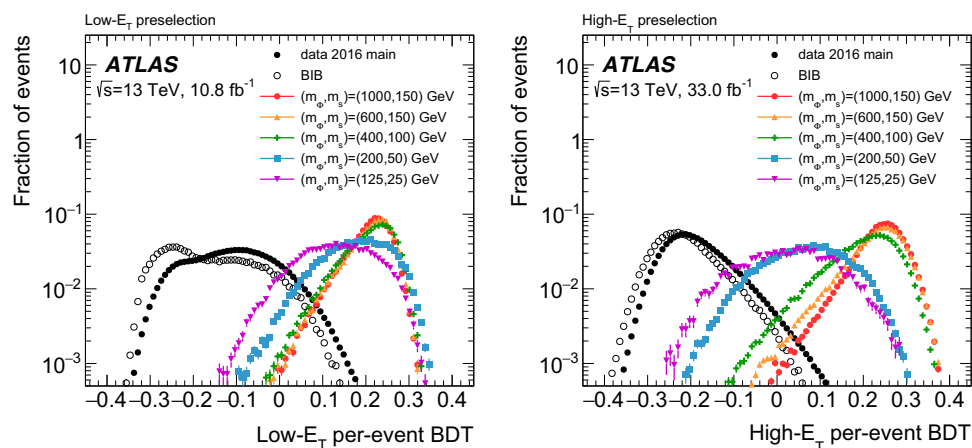 Low-E_T preselection
Fraction of events
10
1
10⁻¹
10⁻²
10⁻³
ATLAS
√s=13 TeV, 10.8 fb⁻¹
data 2016 main
BIB
(m_Φ,m_s)=(1000,150) GeV
(m_Φ,m_s)=(600,150) GeV
(m_Φ,m_s)=(400,100) GeV
(m_Φ,m_s)=(200,50) GeV
(m_Φ,m_s)=(125,25) GeV
−0.4 −0.3 −0.2 −0.1 0 0.1 0.2 0.3 0.4
Low-E_T per-event BDT
High-E_T preselection
Fraction of events
10
1
10⁻¹
10⁻²
10⁻³
ATLAS
√s=13 TeV, 33.0 fb⁻¹
data 2016 main
BIB
(m_Φ,m_s)=(1000,150) GeV
(m_Φ,m_s)=(600,150) GeV
(m_Φ,m_s)=(400,100) GeV
(m_Φ,m_s)=(200,50) GeV
(m_Φ,m_s)=(125,25) GeV
−0.4 −0.3 −0.2 −0.1 0 0.1 0.2 0.3 0.4
High-E_T per-event BDT